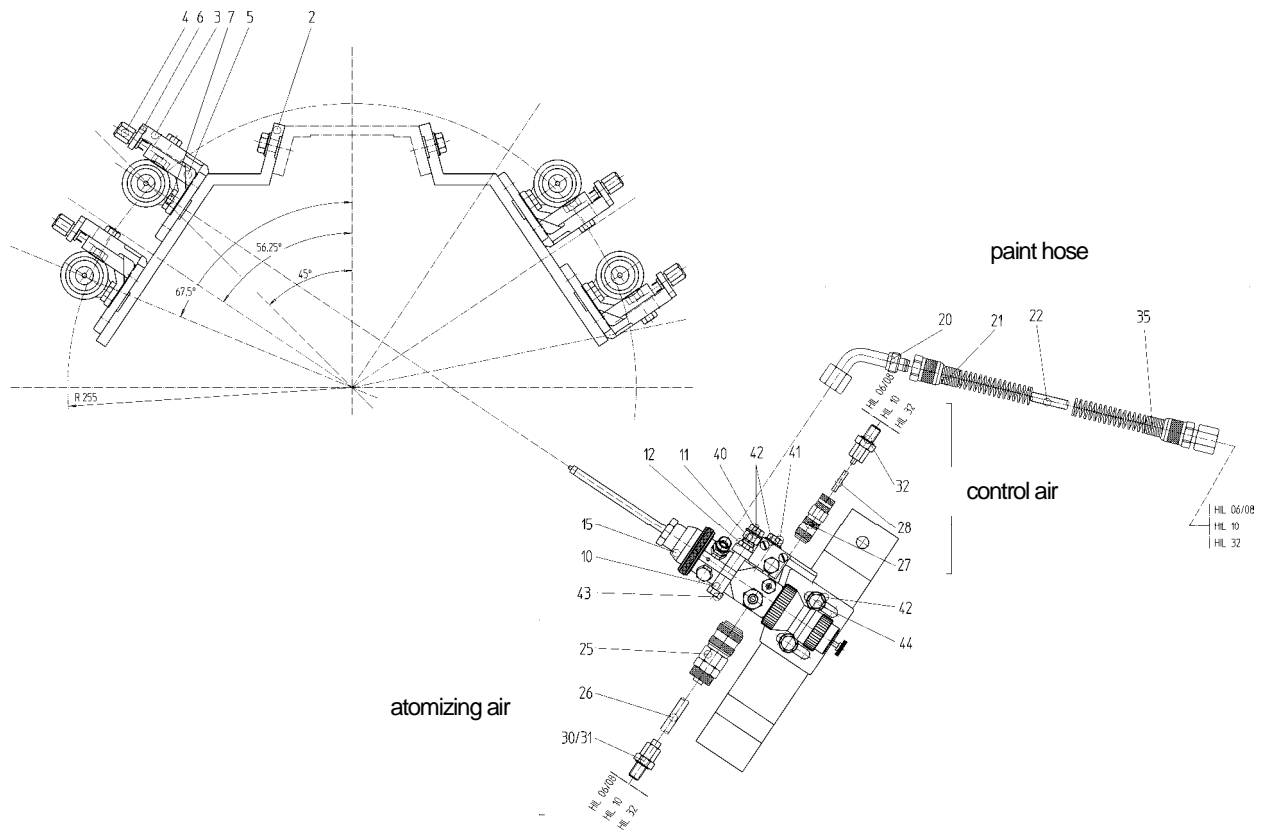 4 6 3 7 5 2
56.25°
45°
67.5°
R 255
paint hose
20 21 22 35
HIL 06/08
HIL 10
HIL 32
12 11 40 42 41
32
control air
28
HIL 06/08
HIL 10
HIL 32
15
27
10
43
42
44
25
26
atomizing air
30/31
HIL 06/08
HIL 10
HIL 32